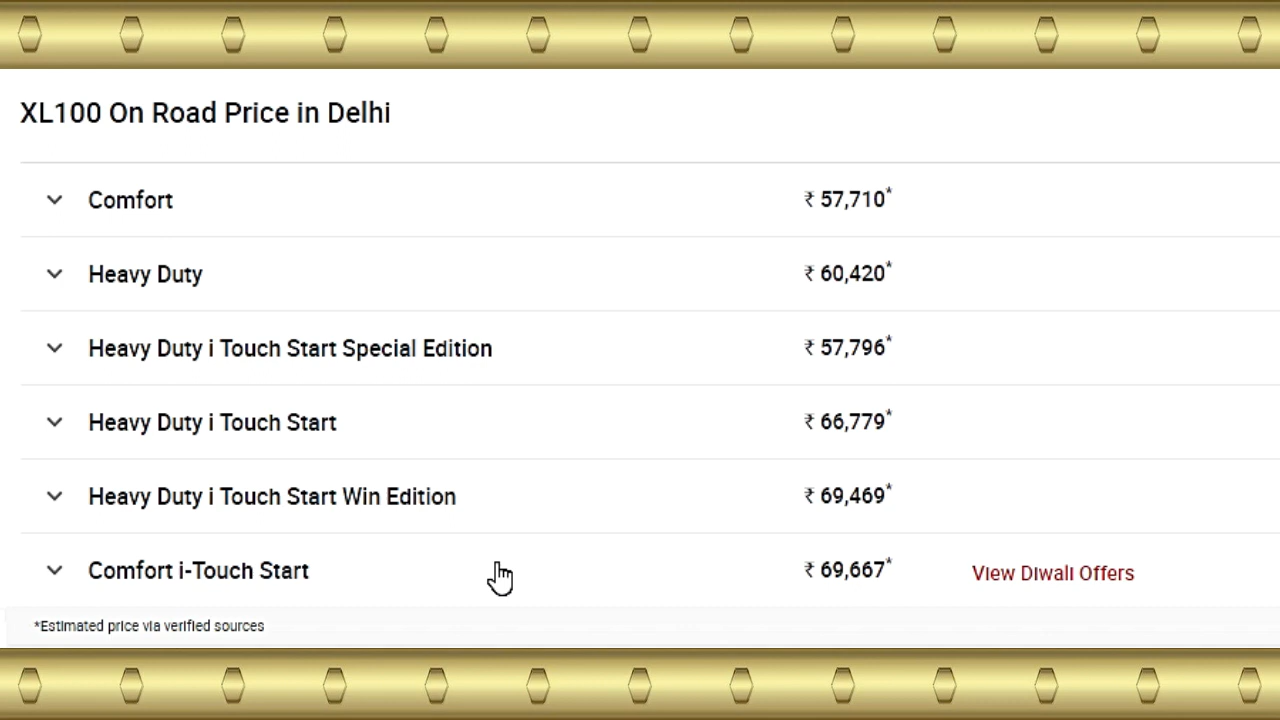 XL100 On Road Price in Delhi
Comfort ₹ 57,710*
Heavy Duty ₹ 60,420*
Heavy Duty i Touch Start Special Edition ₹ 57,796*
Heavy Duty i Touch Start ₹ 66,779*
Heavy Duty i Touch Start Win Edition ₹ 69,469*
Comfort i-Touch Start ₹ 69,667* View Diwali Offers
*Estimated price via verified sources